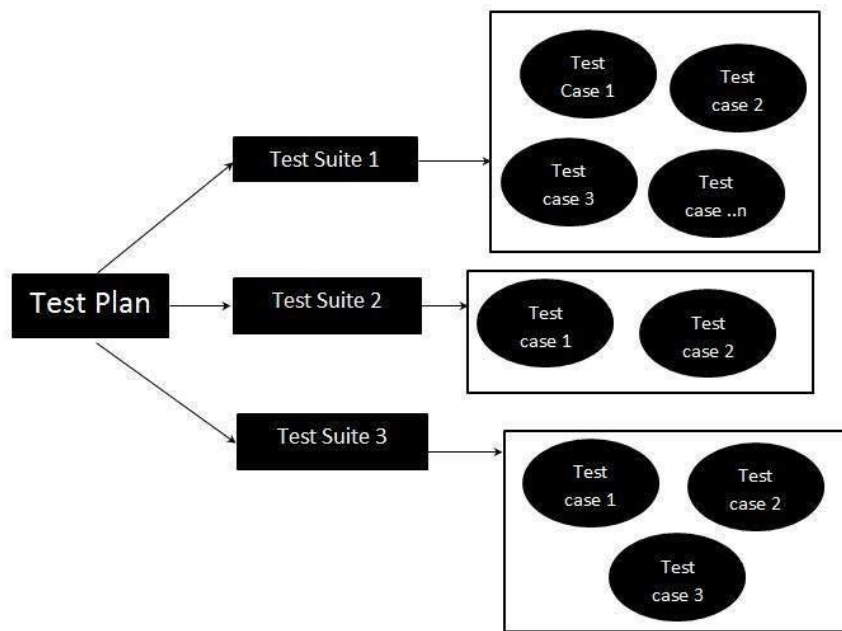 Test Plan
Test Suite 1
Test
Case 1
Test
case 2
Test
case 3
Test
case ..n
Test Suite 2
Test
case 1
Test
case 2
Test Suite 3
Test
case 1
Test
case 2
Test
case 3